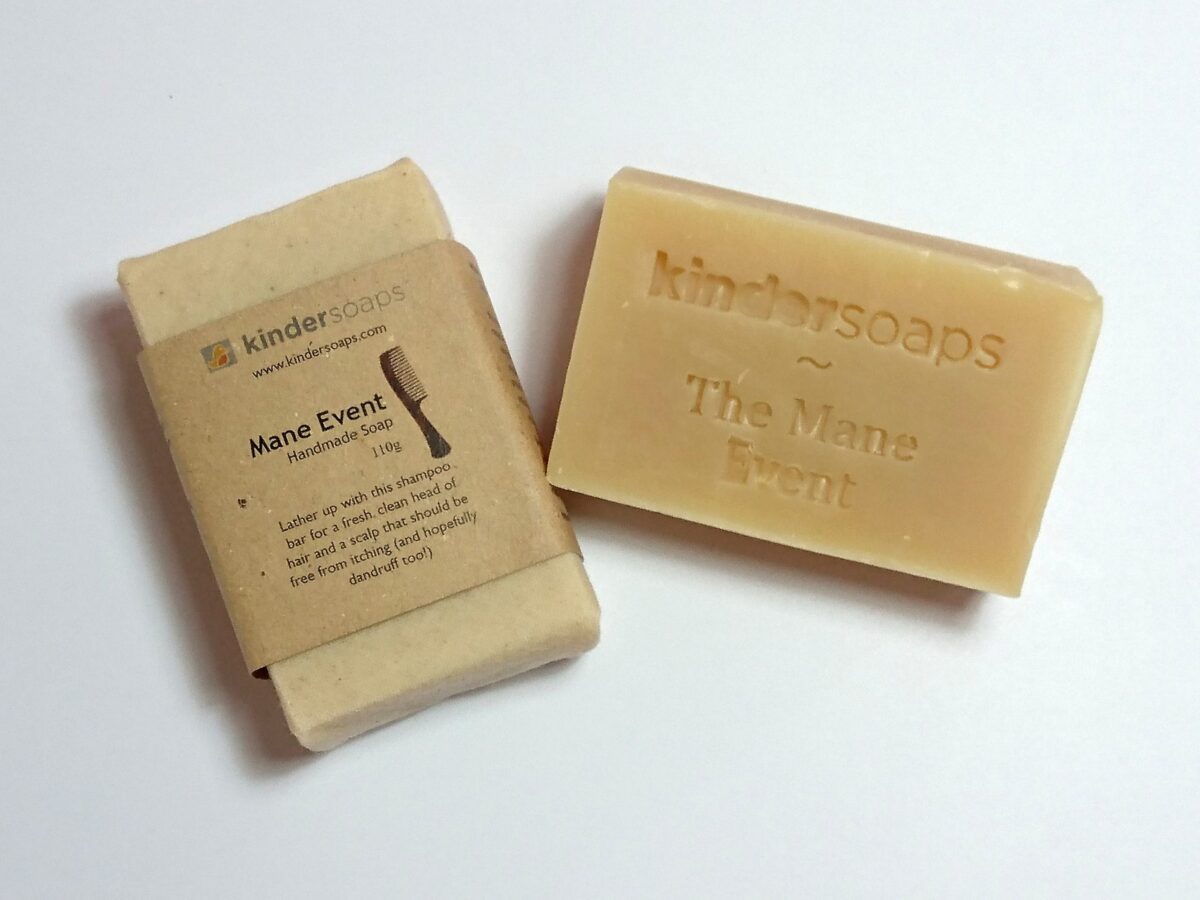 kindersoaps
www.kindersoaps.com
Mane Event
Handmade Soap
110g
Lather up with this shampoo
bar for a fresh, clean head of
hair and a scalp that should be
free from itching (and hopefully
dandruff too!)
kindersoaps
~
The Mane
Event